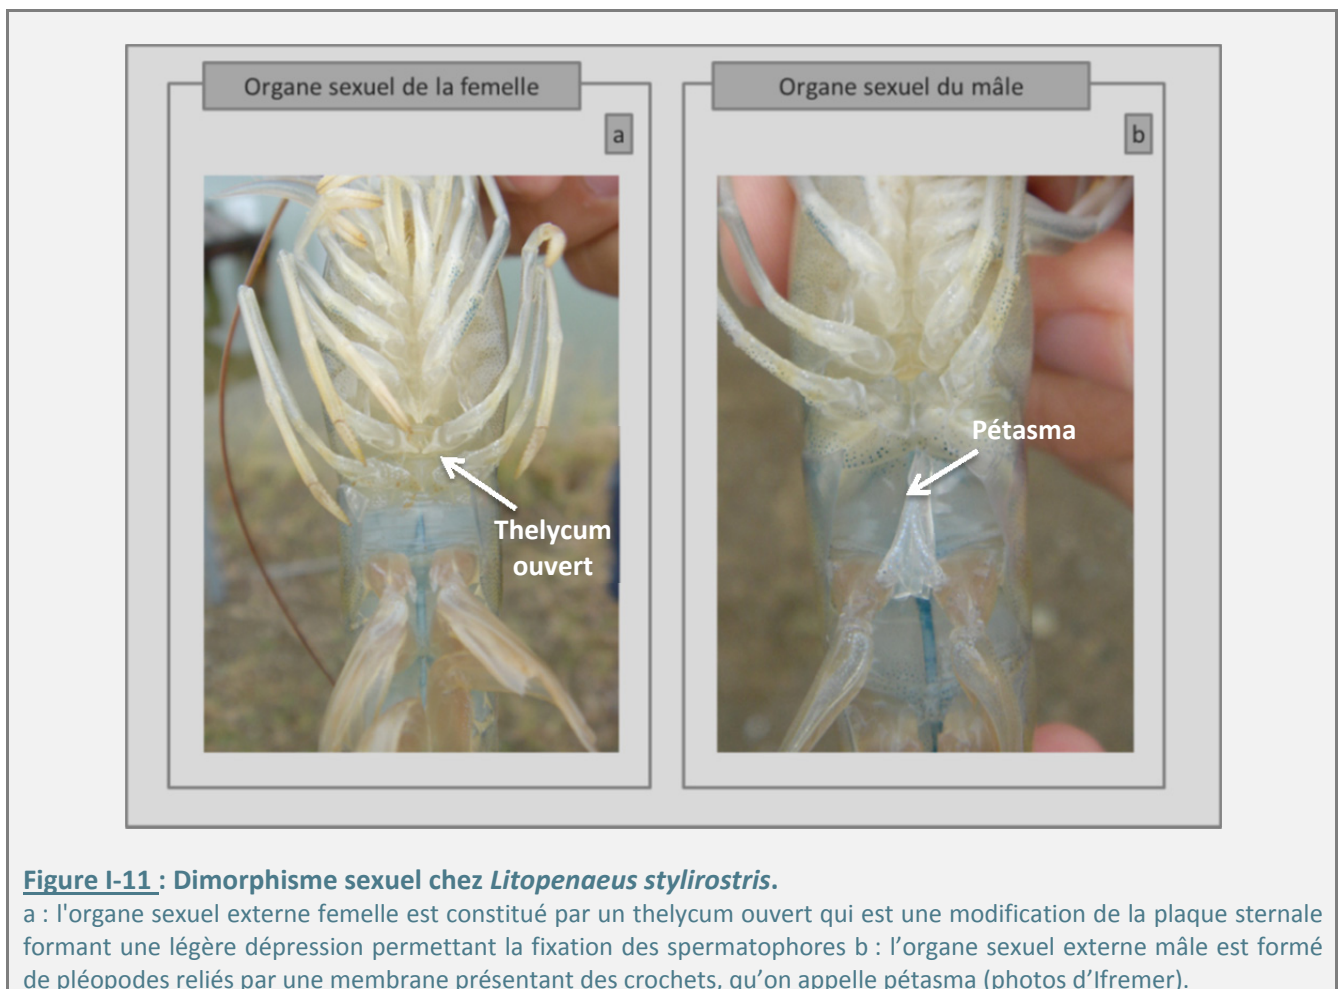 Organe sexuel de la femelle
a
Thelycum
ouvert
Organe sexuel du mâle
b
Pétasma
Figure I-11 : Dimorphisme sexuel chez Litopenaeus stylirostris.
a : l'organe sexuel externe femelle est constitué par un thelycum ouvert qui est une modification de la plaque sternale
formant une légère dépression permettant la fixation des spermatophores b : l’organe sexuel externe mâle est formé
de pléopodes reliés par une membrane présentant des crochets, qu’on appelle pétasma (photos d’Ifremer).